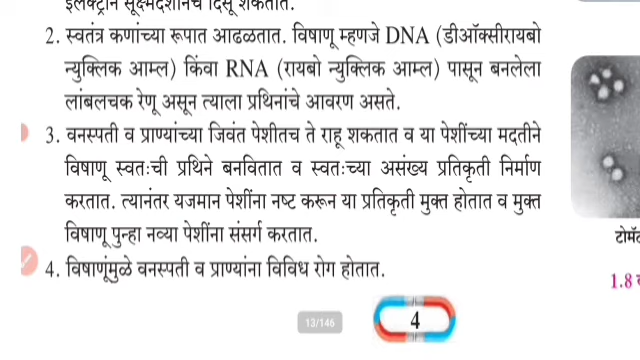 इलेक्ट्रॉन सूक्ष्मदर्शीनेच दिसू शकतात.
2. स्वतंत्र कणांच्या रूपात आढळतात. विषाणू म्हणजे DNA (डीऑक्सीरायबो
न्युक्लिक आम्ल) किंवा RNA (रायबो न्युक्लिक आम्ल) पासून बनलेला
लांबलचक रेणू असून त्याला प्रथिनांचे आवरण असते.
3. वनस्पती व प्राण्यांच्या जिवंत पेशीतच ते राहू शकतात व या पेशींच्या मदतीने
विषाणू स्वतःची प्रथिने बनवितात व स्वतःच्या असंख्य प्रतिकृती निर्माण
करतात. त्यानंतर यजमान पेशींना नष्ट करून या प्रतिकृती मुक्त होतात व मुक्त
विषाणू पुन्हा नव्या पेशींना संसर्ग करतात.
4. विषाणूंमुळे वनस्पती व प्राण्यांना विविध रोग होतात.
1.8
13/146
4